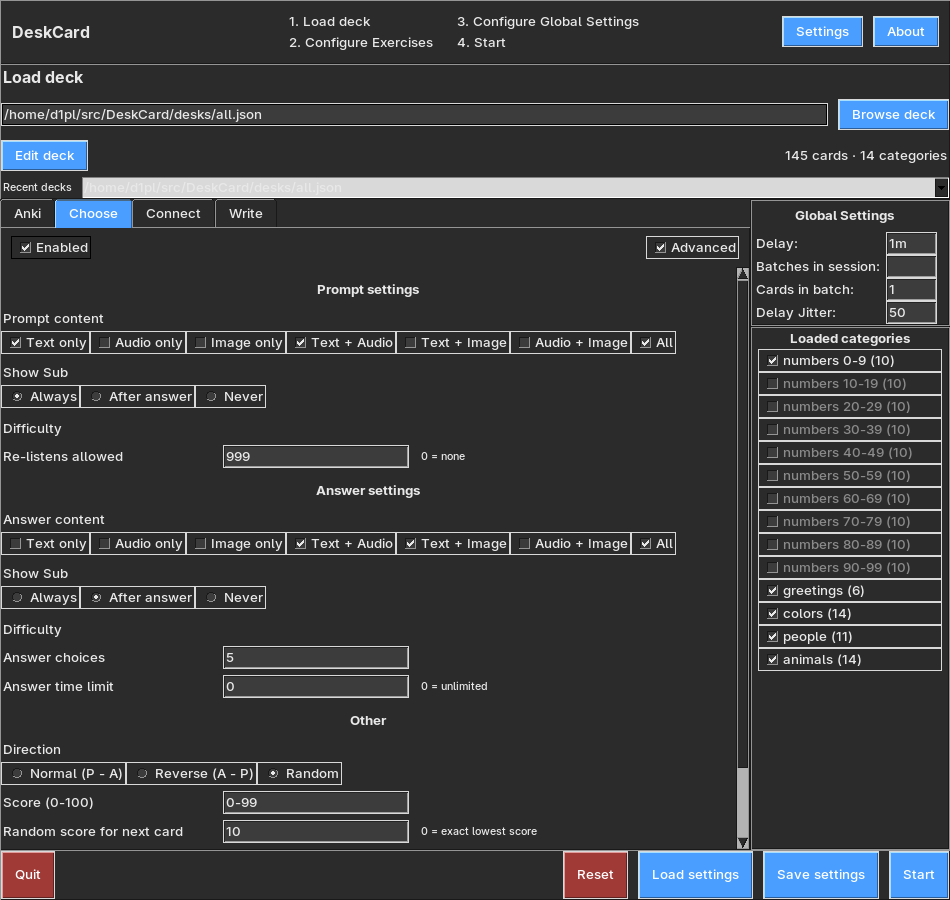 DeskCard
1. Load deck
2. Configure Exercises
3. Configure Global Settings
4. Start
Settings
About
Load deck
/home/d1pl/src/DeskCard/desks/all.json
Browse deck
Edit deck
145 cards · 14 categories
Recent decks
/home/d1pl/src/DeskCard/desks/all.json
Anki
Choose
Connect
Write
Enabled
Advanced
Prompt settings
Prompt content
Text only
Audio only
Image only
Text + Audio
Text + Image
Audio + Image
All
Show Sub
Always
After answer
Never
Difficulty
Re-listens allowed
999
0 = none
Answer settings
Answer content
Text only
Audio only
Image only
Text + Audio
Text + Image
Audio + Image
All
Show Sub
Always
After answer
Never
Difficulty
Answer choices
5
Answer time limit
0
0 = unlimited
Other
Direction
Normal (P - A)
Reverse (A - P)
Random
Score (0-100)
0-99
Random score for next card
10
0 = exact lowest score
Global Settings
Delay:
1m
Batches in session:
Cards in batch:
1
Delay Jitter:
50
Loaded categories
numbers 0-9 (10)
numbers 10-19 (10)
numbers 20-29 (10)
numbers 30-39 (10)
numbers 40-49 (10)
numbers 50-59 (10)
numbers 60-69 (10)
numbers 70-79 (10)
numbers 80-89 (10)
numbers 90-99 (10)
greetings (6)
colors (14)
people (11)
animals (14)
Quit
Reset
Load settings
Save settings
Start